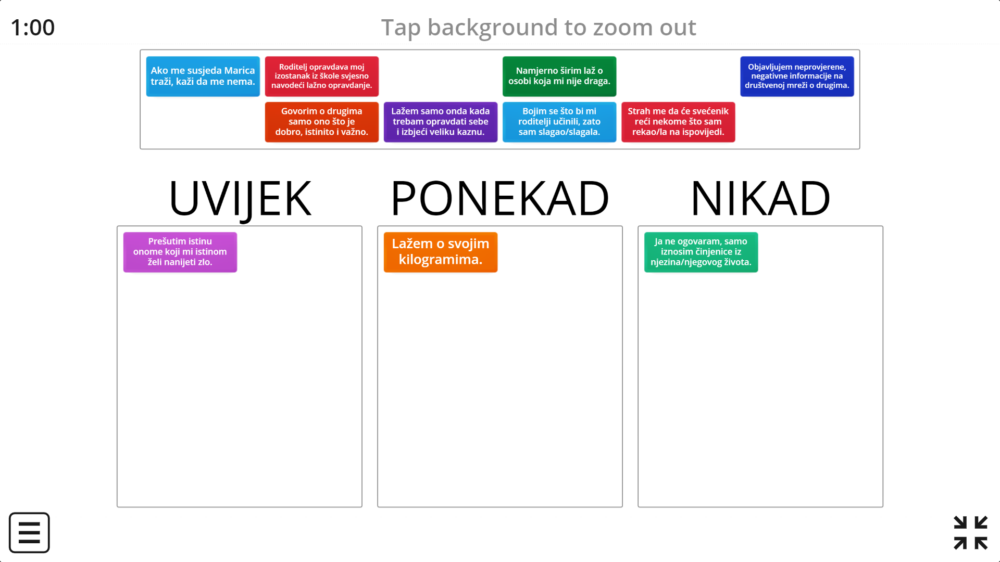 1:00
Tap background to zoom out
Ako me susjeda Marica
traži, kaži da me nema.
Roditelj opravdava moj
izostanak iz škole svjesno
navodeći lažno opravdanje.
Namjerno širim laž o
osobi koja mi nije draga.
Objavljujem neprovjerene,
negativne informacije na
društvenoj mreži o drugima.
Govorim o drugima
samo ono što je
dobro, istinito i važno.
Lažem samo onda kada
trebam opravdati sebe
i izbjeći veliku kaznu.
Bojim se što bi mi
roditelji učinili, zato
sam slagao/slagala.
Strah me da će svećenik
reći nekome što sam
rekao/la na ispovijedi.
UVIJEK
PONEKAD
NIKAD
Prešutim istinu
onome koji mi istinom
želi nanijeti zlo.
Lažem o svojim
kilogramima.
Ja ne ogovaram, samo
iznosim činjenice iz
njezina/njegovog života.